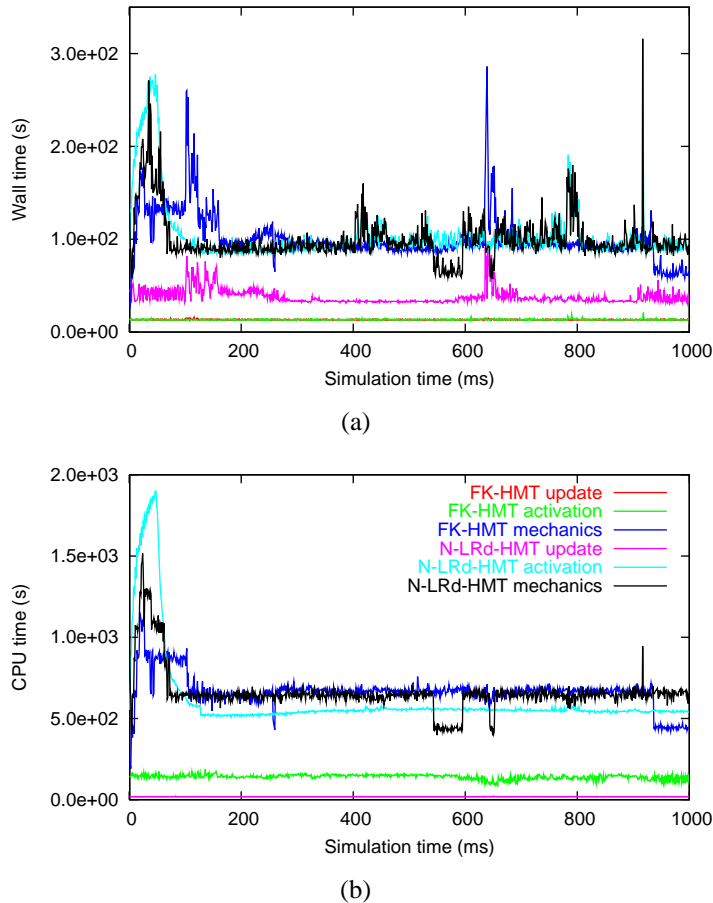 3.0e+02
2.0e+02
1.0e+02
0.0e+00
Wall time (s)
0 200 400 600 800 1000
Simulation time (ms)
(a)
2.0e+03
1.5e+03
1.0e+03
5.0e+02
0.0e+00
CPU time (s)
FK-HMT update
FK-HMT activation
FK-HMT mechanics
N-LRd-HMT update
N-LRd-HMT activation
N-LRd-HMT mechanics
0 200 400 600 800 1000
Simulation time (ms)
(b)